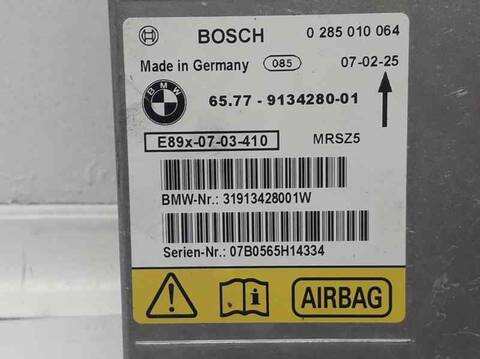 BOSCH 0 285 010 064
Made in Germany 085 07-02-25
BMW 65.77 - 9134280-01
E89x-07-03-410 MRSZ5
BMW-Nr.: 31913428001W
Serien-Nr.: 07B0565H14334
AIRBAG